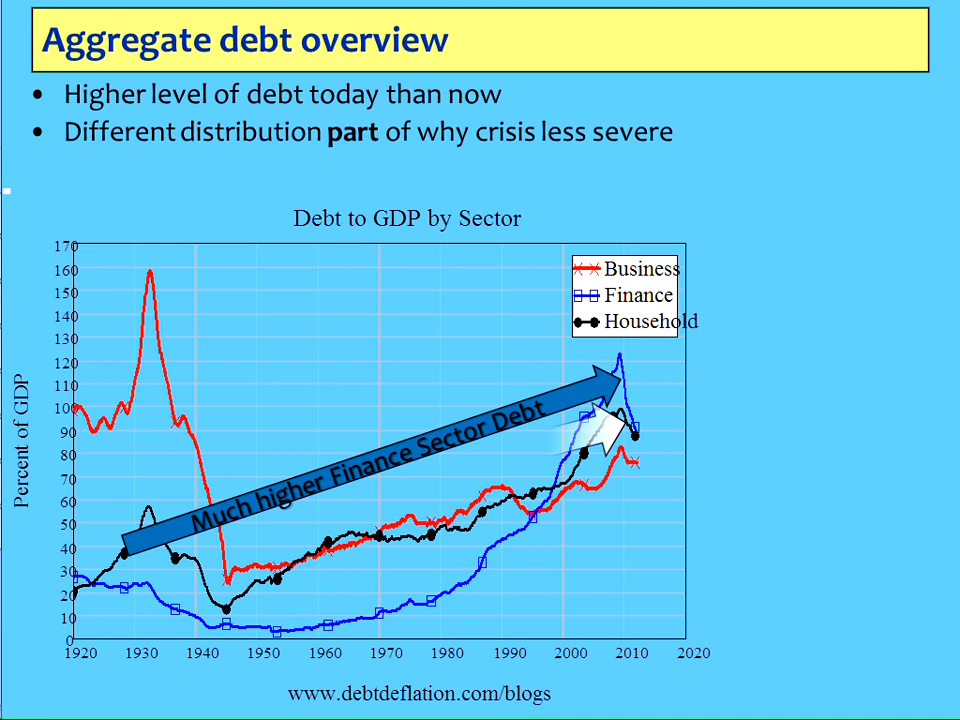 Aggregate debt overview
• Higher level of debt today than now
• Different distribution part of why crisis less severe
Debt to GDP by Sector
Business
Finance
Household
Much higher Finance Sector Debt
Percent of GDP
170
160
150
140
130
120
110
100
90
80
70
60
50
40
30
20
10
0
1920 1930 1940 1950 1960 1970 1980 1990 2000 2010 2020
www.debtdeflation.com/blogs